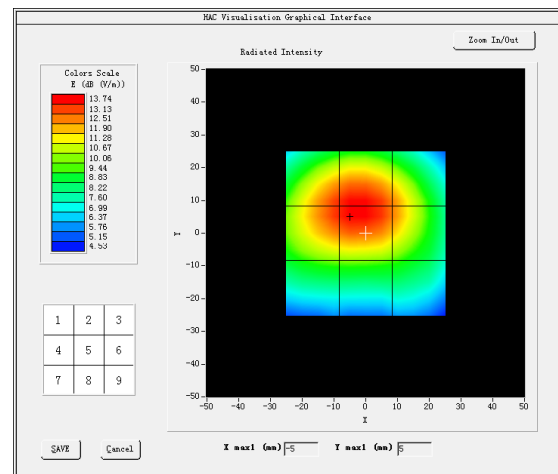 HAC Visualisation Graphical Interface
Zoom In/Out
Radiated Intensity
Colors Scale
E (dB (V/m))
13.74
13.13
12.51
11.90
11.28
10.67
10.06
9.44
8.83
8.22
7.60
6.99
6.37
5.76
5.15
4.53
50
40
30
20
10
0
-10
-20
-30
-40
-50
Y
-50 -40 -30 -20 -10 0 10 20 30 40 50
X
1 2 3
4 5 6
7 8 9
SAVE Cancel
X max1 (mm) -5 Y max1 (mm) 5